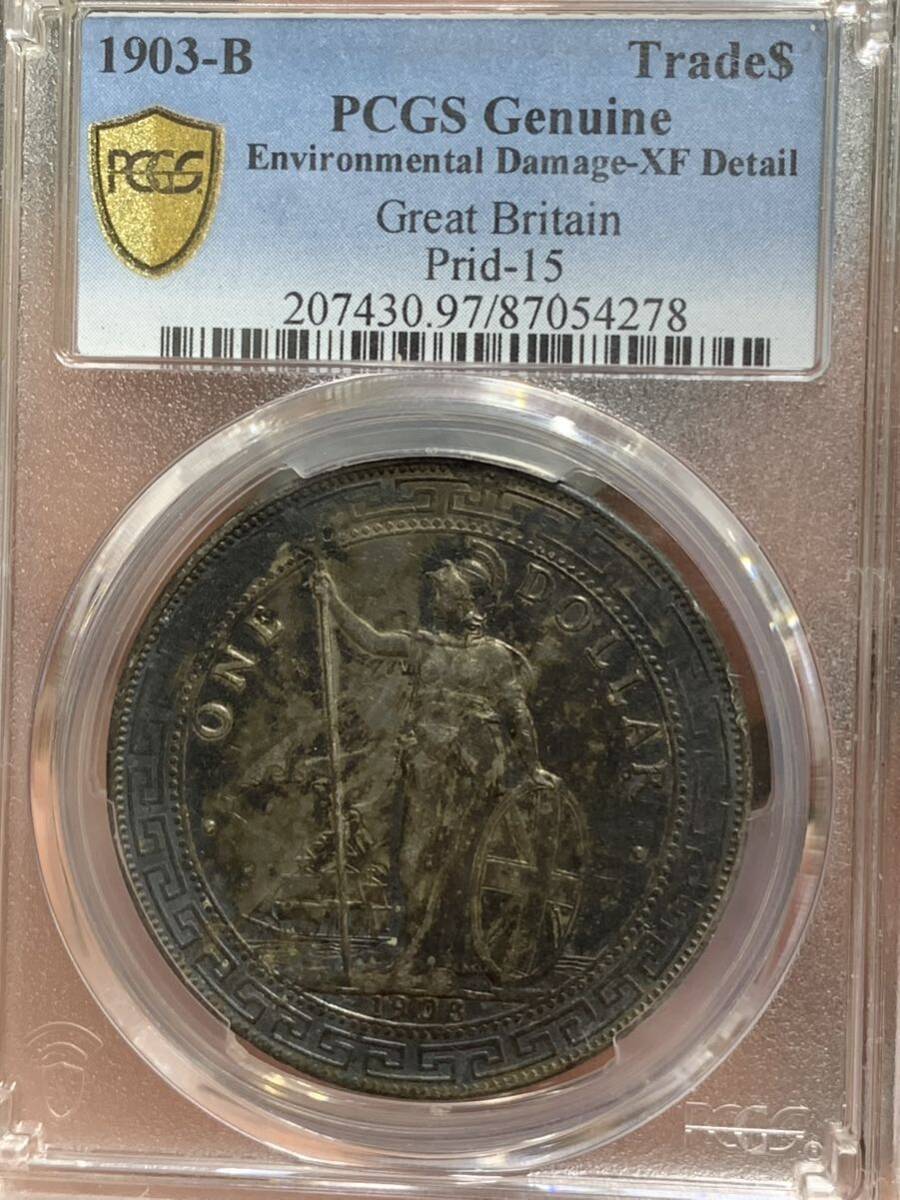 1903-B Trade$
PCGS Genuine
PCGS
Environmental Damage-XF Detail
Great Britain
Prid-15
207430.97/87054278
ONE DOLLAR
1903
PCGS